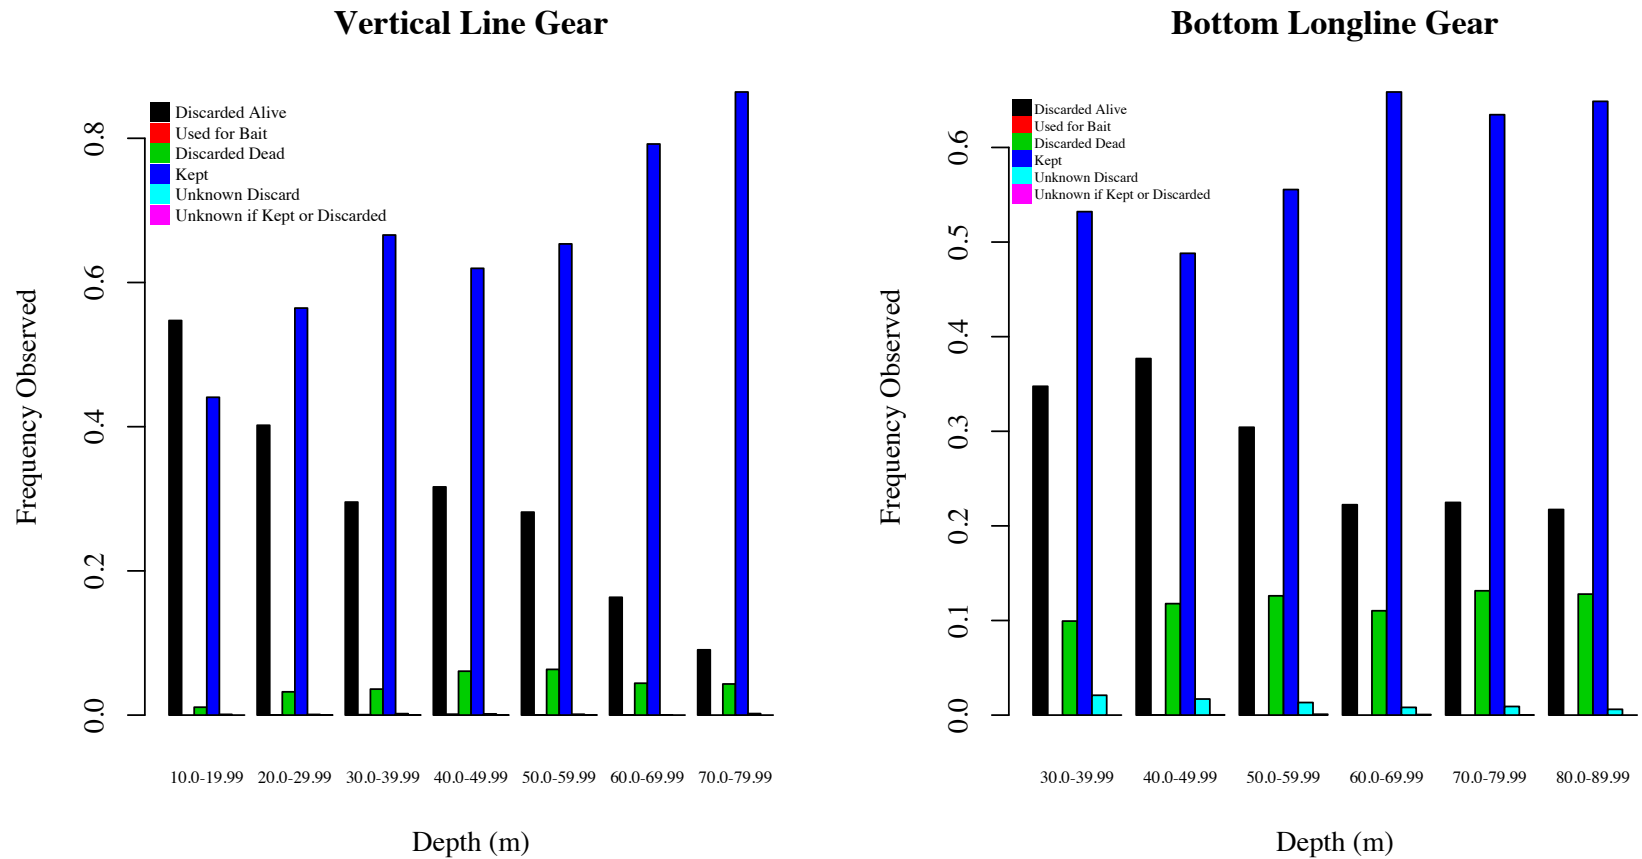 Vertical Line Gear
Discarded Alive
Used for Bait
Discarded Dead
Kept
Unknown Discard
Unknown if Kept or Discarded
Frequency Observed
0.8
0.6
0.4
0.2
0.0
10.0-19.99 20.0-29.99 30.0-39.99 40.0-49.99 50.0-59.99 60.0-69.99 70.0-79.99
Depth (m)
Bottom Longline Gear
Discarded Alive
Used for Bait
Discarded Dead
Kept
Unknown Discard
Unknown if Kept or Discarded
Frequency Observed
0.6
0.5
0.4
0.3
0.2
0.1
0.0
30.0-39.99 40.0-49.99 50.0-59.99 60.0-69.99 70.0-79.99 80.0-89.99
Depth (m)